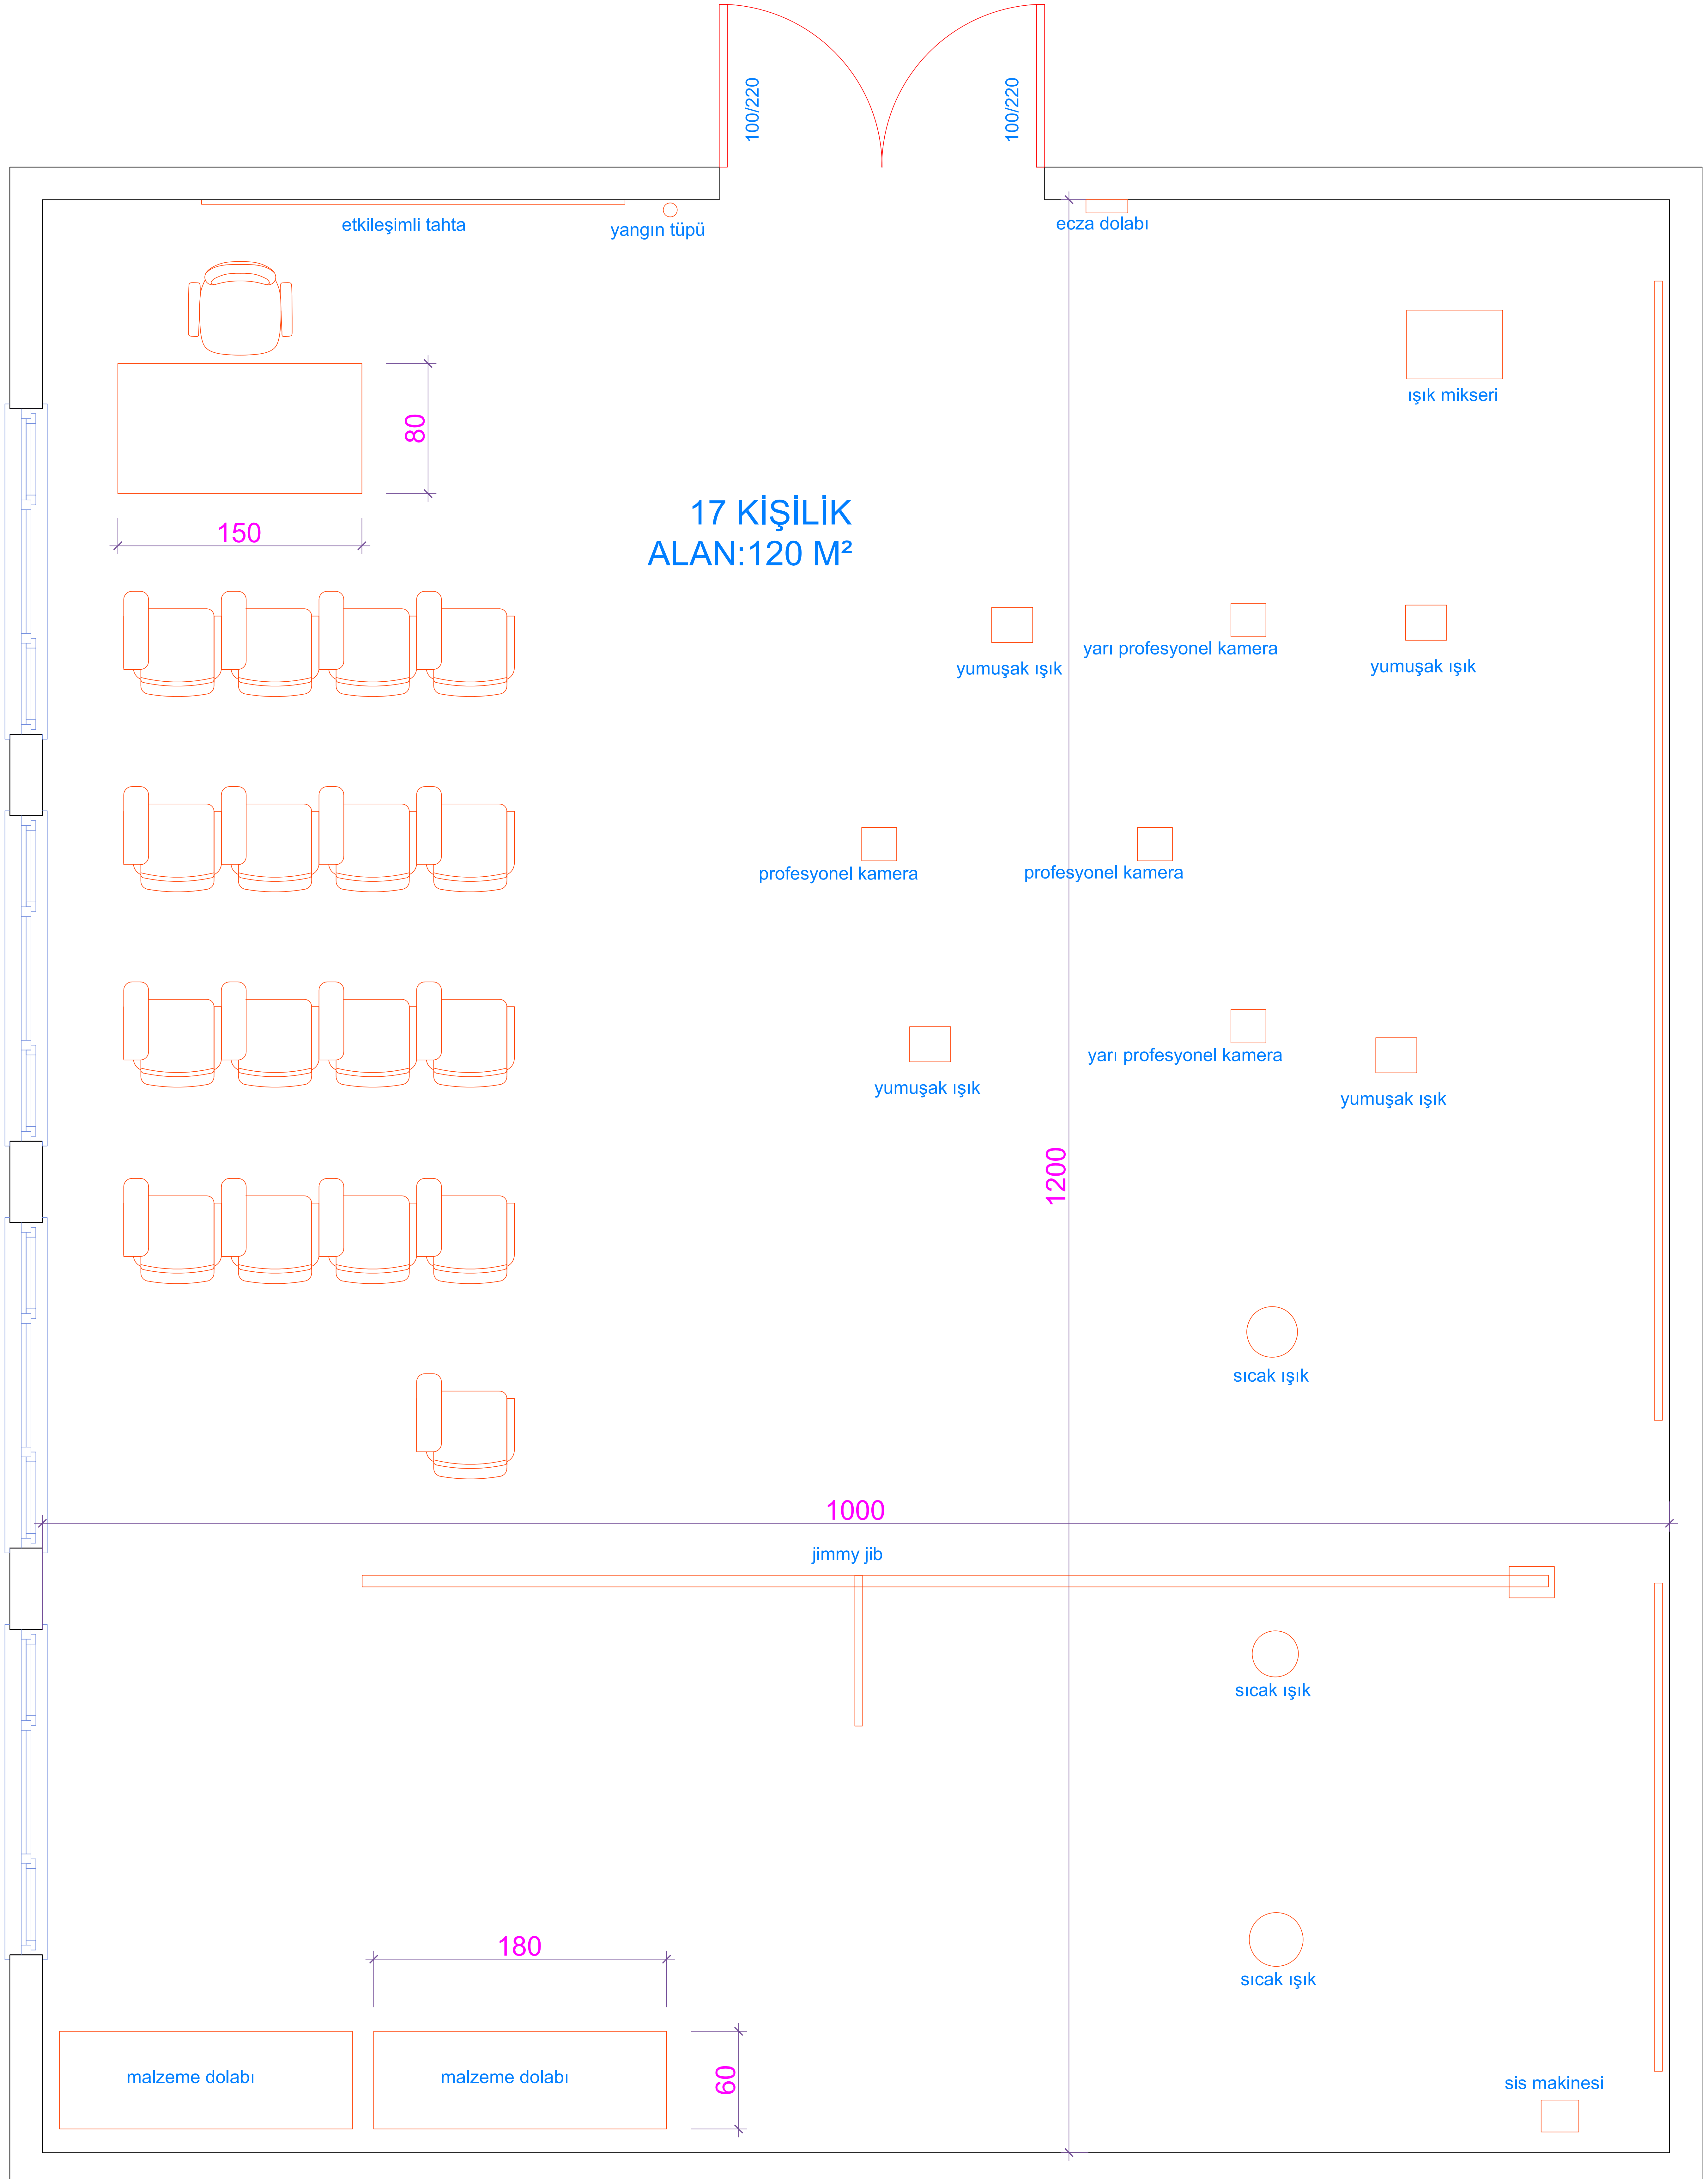 100/220
100/220
etkileşimli tahta
yangın tüpü
ecza dolabı
ışık mikseri
80
150
17 KİŞİLİK
ALAN:120 M²
yumuşak ışık
yarı profesyonel kamera
yumuşak ışık
profesyonel kamera
profesyonel kamera
yumuşak ışık
yarı profesyonel kamera
yumuşak ışık
1200
sıcak ışık
1000
jimmy jib
sıcak ışık
180
sıcak ışık
malzeme dolabı
malzeme dolabı
60
sis makinesi